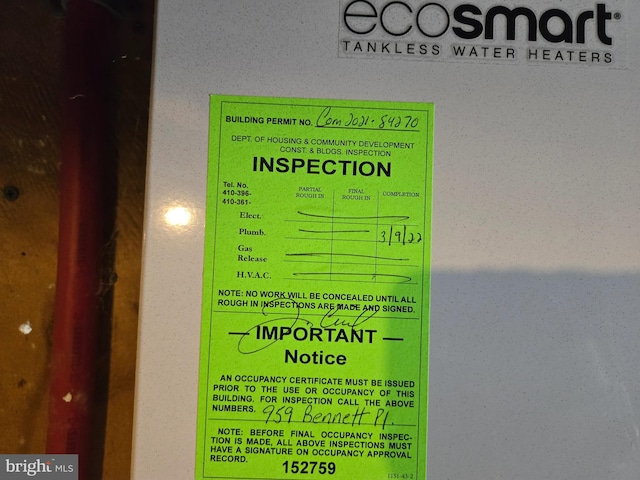 ecosmart
TANKLESS WATER HEATERS
BUILDING PERMIT NO. Com 2021-84270
DEPT. OF HOUSING & COMMUNITY DEVELOPMENT
CONST. & BLDGS. INSPECTION
INSPECTION
Tel. No.
410-396-
410-361-
PARTIAL ROUGH IN
FINAL ROUGH IN
COMPLETION
Elect.
Plumb. 3/9/22
Gas
Release
H.V.A.C.
NOTE: NO WORK WILL BE CONCEALED UNTIL ALL
ROUGH IN INSPECTIONS ARE MADE AND SIGNED.
— IMPORTANT —
Notice
AN OCCUPANCY CERTIFICATE MUST BE ISSUED
PRIOR TO THE USE OR OCCUPANCY OF THIS
BUILDING. FOR INSPECTION CALL THE ABOVE
NUMBERS. 959 Bennett Pl.
NOTE: BEFORE FINAL OCCUPANCY INSPEC-
TION IS MADE, ALL ABOVE INSPECTIONS MUST
HAVE A SIGNATURE ON OCCUPANCY APPROVAL
RECORD.
152759
bright MLS